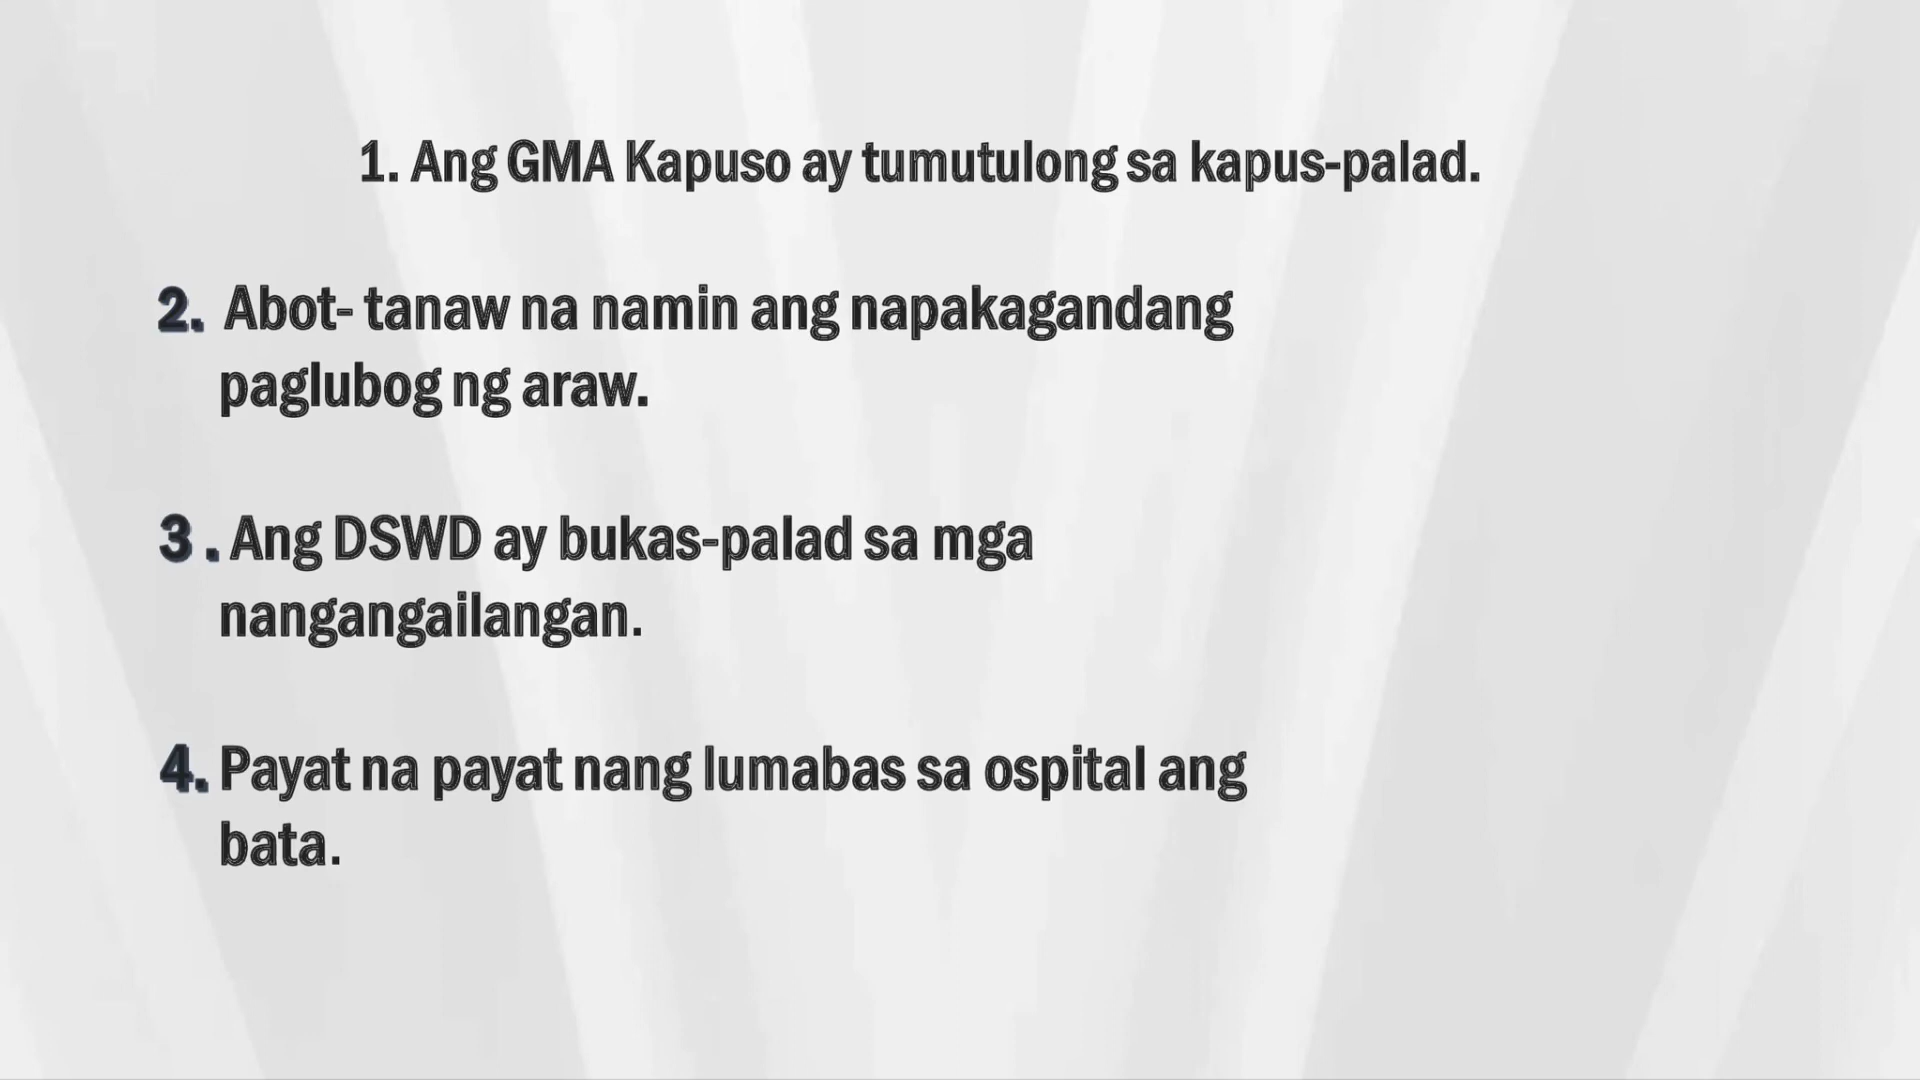 1. Ang GMA Kapuso ay tumutulong sa kapus-palad.
2. Abot- tanaw na namin ang napakagandang
paglubog ng araw.
3 . Ang DSWD ay bukas-palad sa mga
nangangailangan.
4. Payat na payat nang lumabas sa ospital ang
bata.